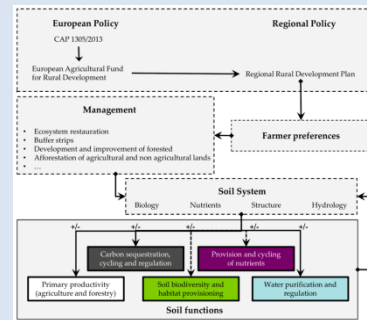 European Policy
Regional Policy
CAP 1305/2013
European Agricultural Fund
for Rural Development
Regional Rural Development Plan
Management
• Ecosystem restauration
• Buffer strips
• Development and improvement of forested
• Afforestation of agricultural and non agricultural lands
• ...
Farmer preferences
Soil System
Biology Nutrients Structure Hydrology
+/- +/- +/- +/- +/-
Carbon sequestration,
cycling and regulation
Provision and cycling
of nutrients
Primary productivity
(agriculture and forestry)
Soil biodiversity and
habitat provisioning
Water purification and
regulation
Soil functions